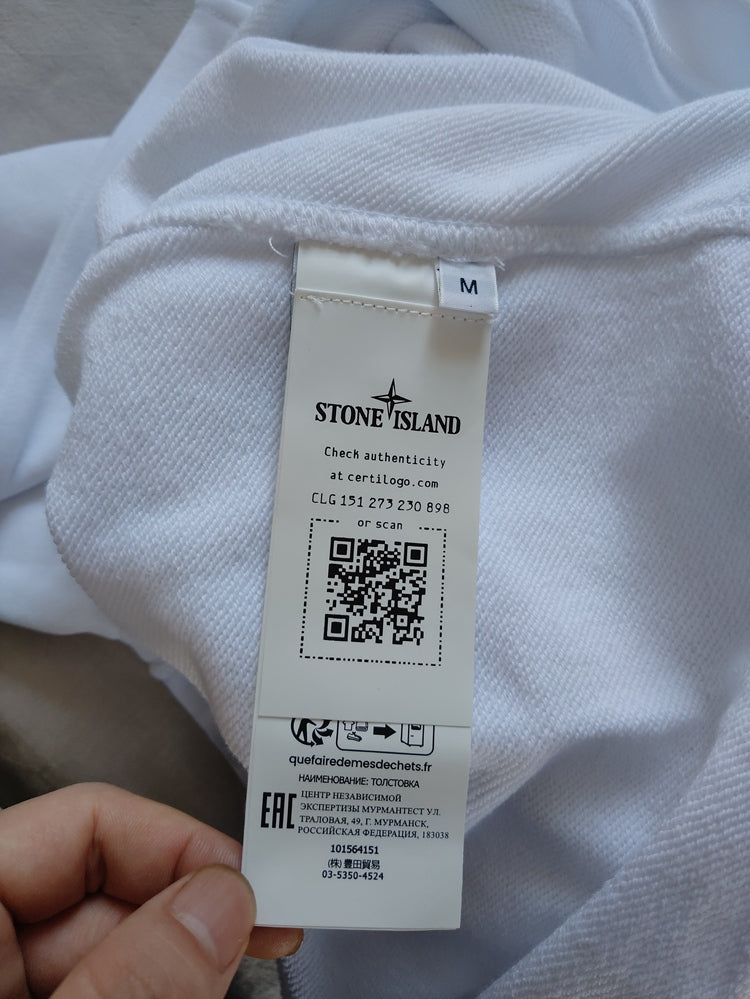 M
STONE ISLAND
Check authenticity
at certilogo.com
CLG 151 273 230 898
or scan
quefairedemesdechets.fr
НАИМЕНОВАНИЕ: ТОЛСТОВКА
EAC
ЦЕНТР НЕЗАВИСИМОЙ
ЭКСПЕРТИЗЫ МУРМАНТЕСТ УЛ.
ТРАЛОВАЯ, 49, Г. МУРМАНСК,
РОССИЙСКАЯ ФЕДЕРАЦИЯ, 183038
101564151
(株) 豊田貿易
03-5350-4524